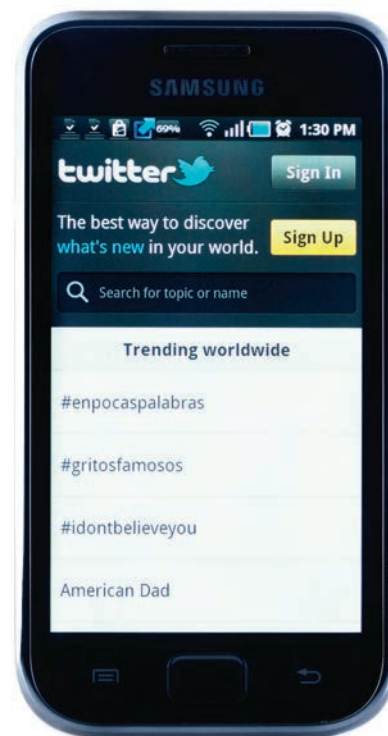 SAMSUNG
69% 1:30 PM
twitter Sign In
The best way to discover
what's new in your world. Sign Up
Search for topic or name
Trending worldwide
#enpocaspalabras
#gritosfamosos
#idontbelieveyou
American Dad